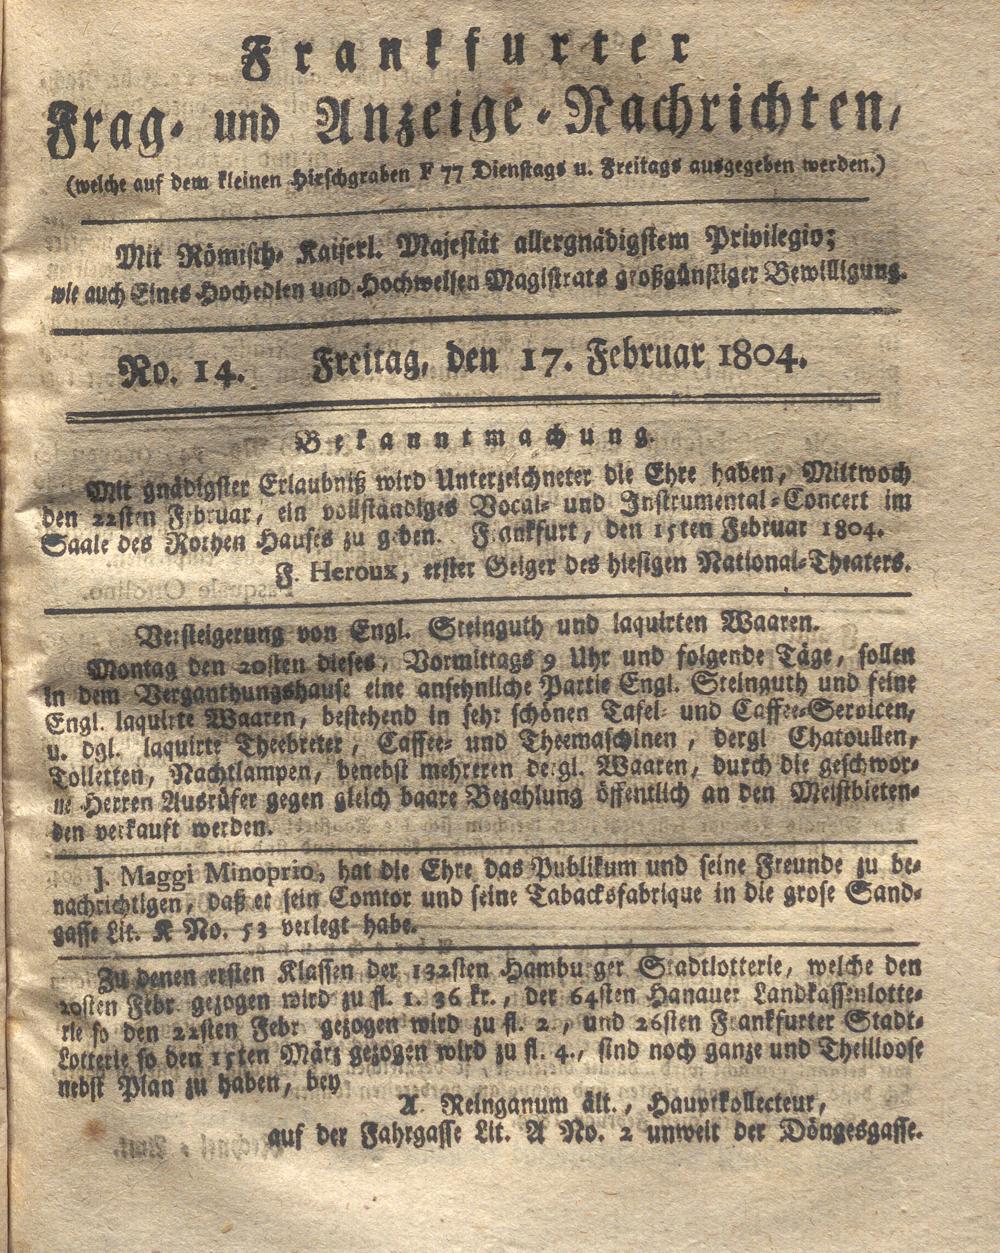 Frankfurter
Frag- und Anzeige-Nachrichten,
(welche auf dem kleinen Hirschgraben F 77 Dienstags u. Freitags ausgegeben werden.)
Mit Römisch- Kaiserl. Majestät allergnädigstem Privilegio;
wie auch Eines Hochedlen und Hochweisen Magistrats großgünstiger Bewilligung.
No. 14. Freitag, den 17. Februar 1804.
Bekanntmachung.
Mit gnädigster Erlaubniß wird Unterzeichneter die Ehre haben, Mittwoch
den 22sten Februar, ein vollständiges Vocal- und Instrumental-Concert im
Saale des Rothen Hauses zu geben. Frankfurt, den 15ten Februar 1804.
F. Heroux, erster Geiger des hiesigen National-Theaters.
Versteigerung von Engl. Steinguth und laquirten Waaren.
Montag den 20sten dieses, Vormittags 9 Uhr und folgende Täge, sollen
in dem Verganthungshause eine ansehnliche Partie Engl. Steinguth und feine
Engl. laquirte Waaren, bestehend in sehr schönen Tafel- und Caffee-Servicen,
u. dgl. laquirte Theebreter, Caffee- und Theemaschinen, dergl Chatoullen,
Toiletten, Nachtlampen, benebst mehreren dergl. Waaren, durch die geschwor-
ne Herren Ausrüfer gegen gleich baare Bezahlung öffentlich an den Meistbieten-
den verkauft werden.
J. Maggi Minoprio, hat die Ehre das Publikum und seine Freunde zu be-
nachrichtigen, daß er sein Comtor und seine Tabacksfabrique in die grose Sand-
gasse Lit. K No. 53 verlegt habe.
Zu denen ersten Klassen der 132sten Hamburger Stadtlotterie, welche den
20sten Febr. gezogen wird zu fl. 1. 36 kr., der 64sten Hanauer Landkassenlotte-
rie so den 22sten Febr gezogen wird zu fl. 2., und 26sten Frankfurter Stadt-
Lotterie so den 15ten März gezogen wird zu fl. 4., sind noch ganze und Theilloose
nebst Plan zu haben, bey
A. Reinganum ält., Hauptkollecteur,
auf der Fahrgasse Lit. A No. 2 unweit der Döngesgasse.